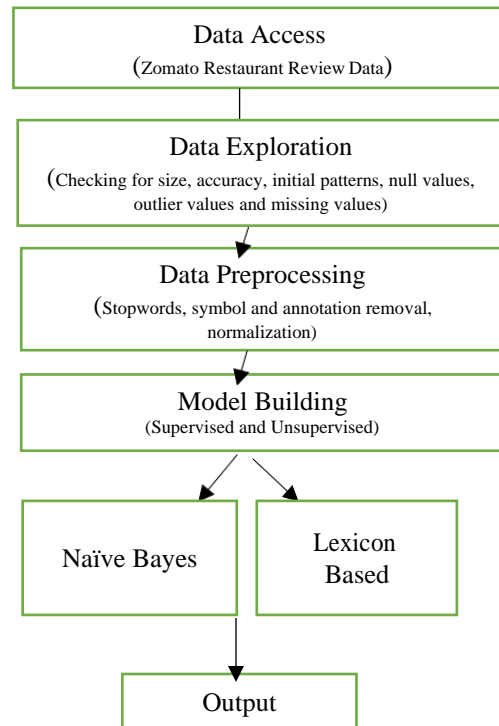 Data Access
(Zomato Restaurant Review Data)
Data Exploration
(Checking for size, accuracy, initial patterns, null values,
outlier values and missing values)
Data Preprocessing
(Stopwords, symbol and annotation removal,
normalization)
Model Building
(Supervised and Unsupervised)
Naïve Bayes
Lexicon
Based
Output